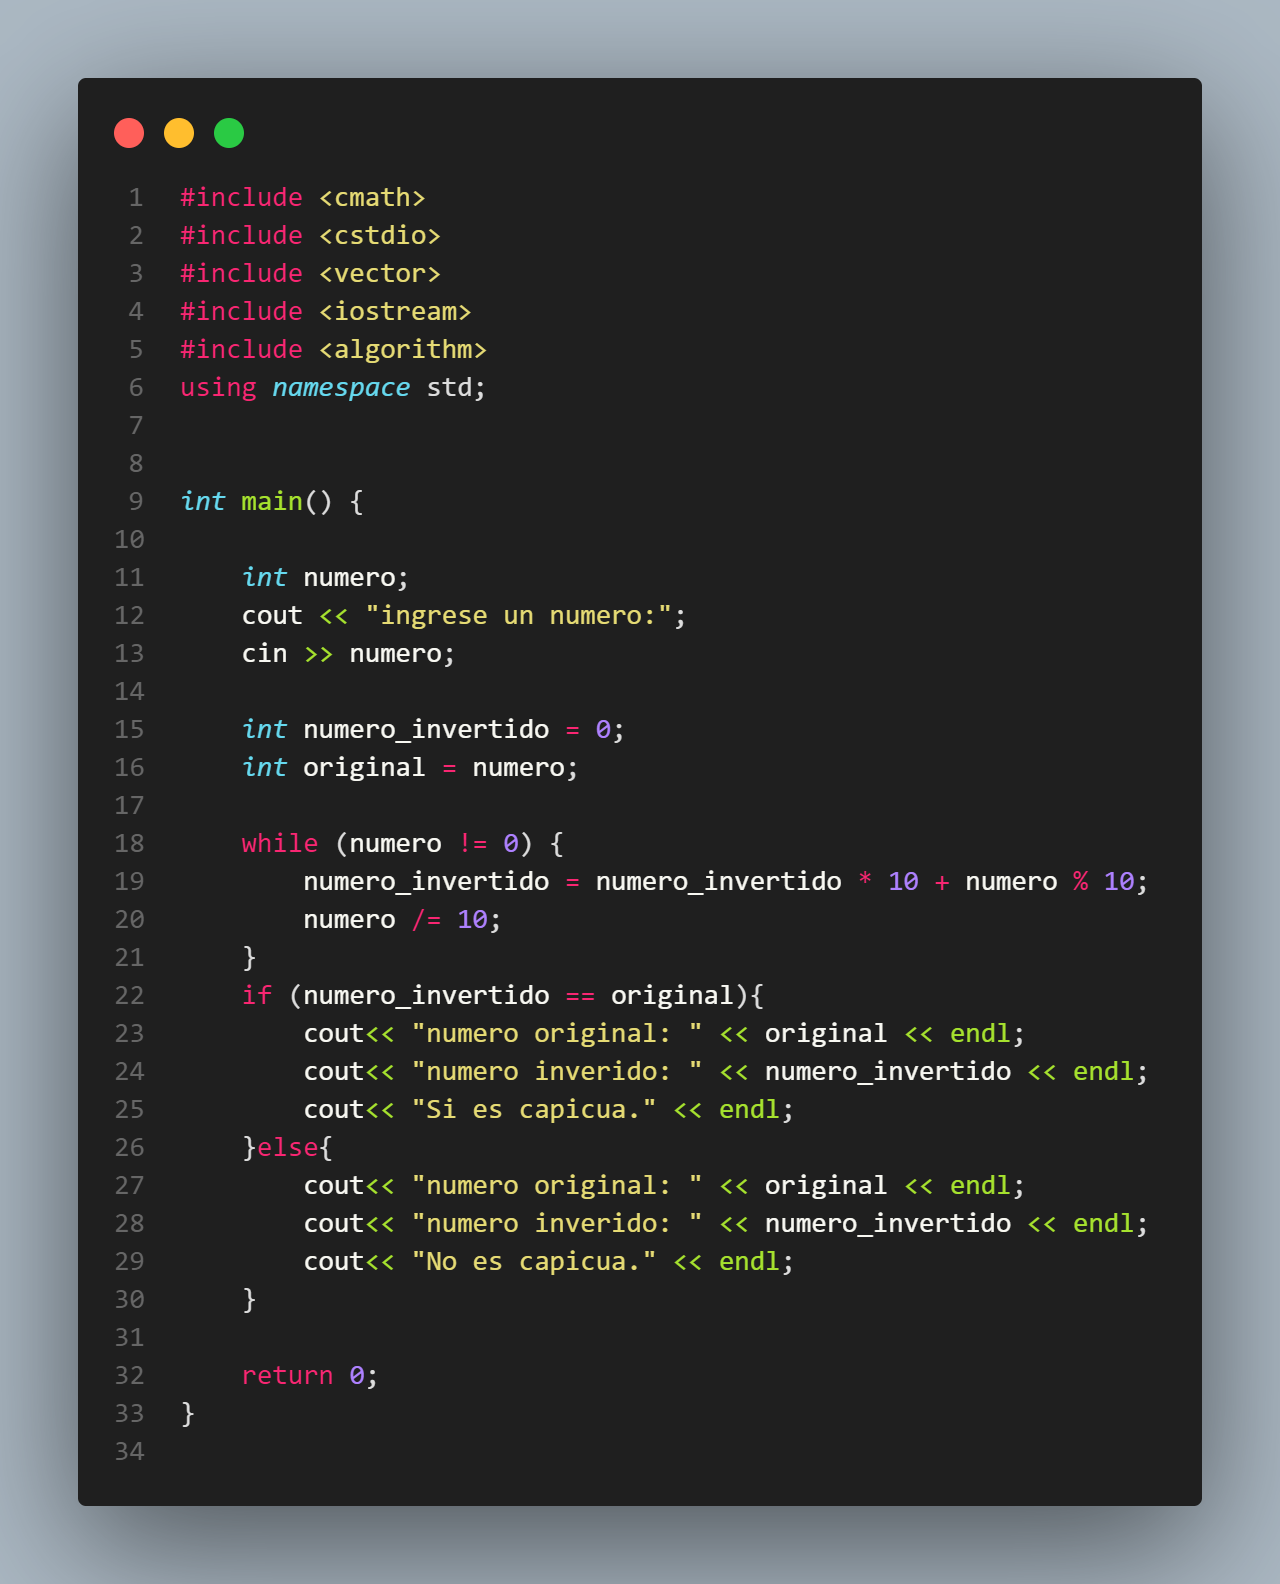 1 #include <cmath>
2 #include <cstdio>
3 #include <vector>
4 #include <iostream>
5 #include <algorithm>
6 using namespace std;
7
8
9 int main() {
10
11     int numero;
12     cout << "ingrese un numero:";
13     cin >> numero;
14
15     int numero_invertido = 0;
16     int original = numero;
17
18     while (numero != 0) {
19         numero_invertido = numero_invertido * 10 + numero % 10;
20         numero /= 10;
21     }
22     if (numero_invertido == original){
23         cout<< "numero original: " << original << endl;
24         cout<< "numero inverido: " << numero_invertido << endl;
25         cout<< "Si es capicua." << endl;
26     }else{
27         cout<< "numero original: " << original << endl;
28         cout<< "numero inverido: " << numero_invertido << endl;
29         cout<< "No es capicua." << endl;
30     }
31
32     return 0;
33 }
34